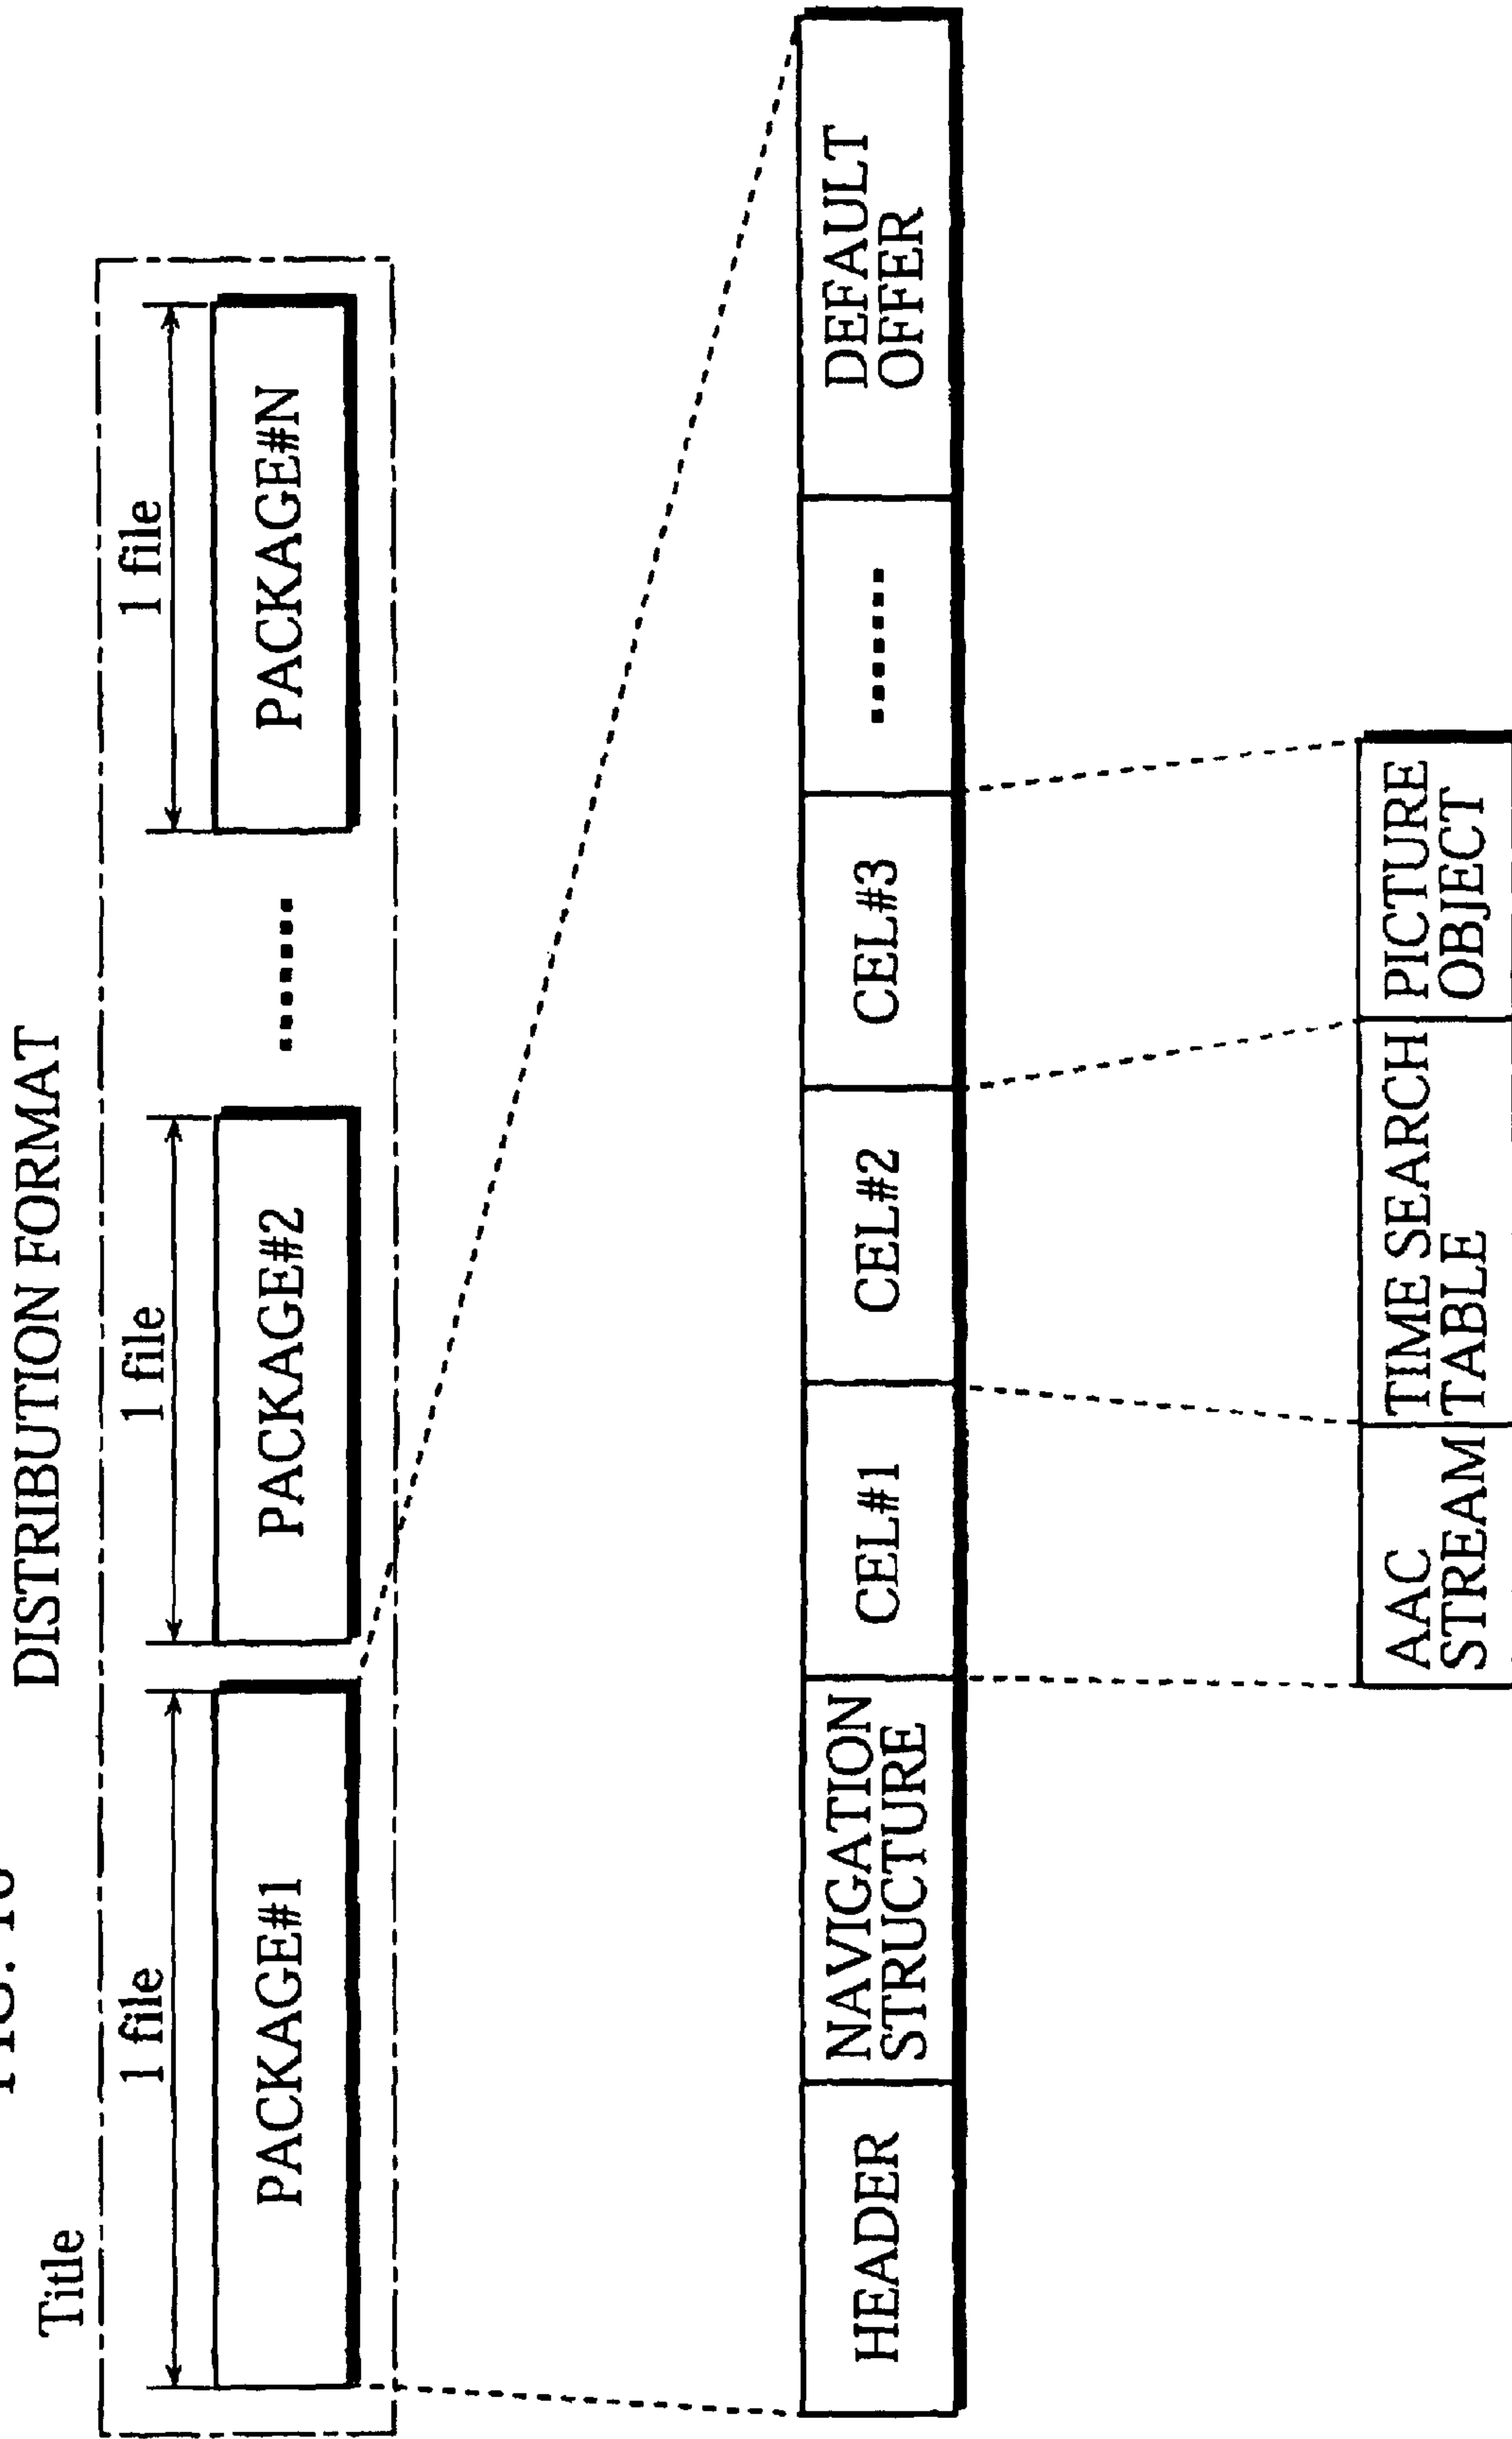 DISTRIBUTION FORMAT
Title
1 file
1 file
1 file
PACKAGE#1
PACKAGE#2
.......
PACKAGE#N
HEADER
NAVIGATION
STRUCTURE
CEL#1
CEL#2
CEL#3
.......
DEFAULT
OFFER
AAC
STREAM
TIME SEARCH
TABLE
PICTURE
OBJECT